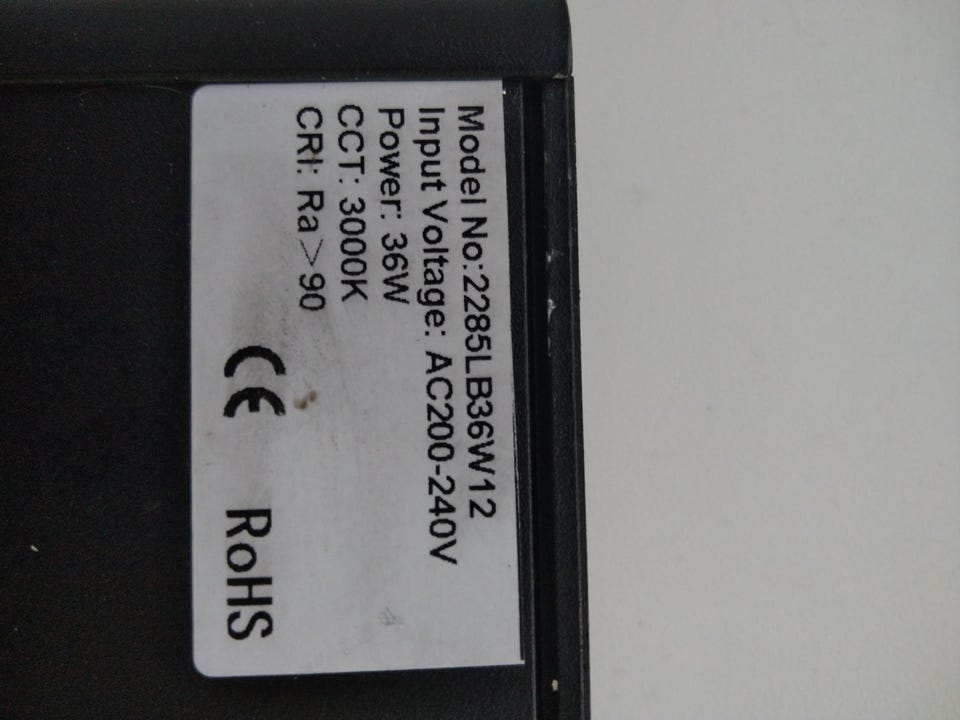 Model No:2285LB36W12
Input Voltage: AC200-240V
Power: 36W
CCT: 3000K
CRI: Ra＞90
CE RoHS